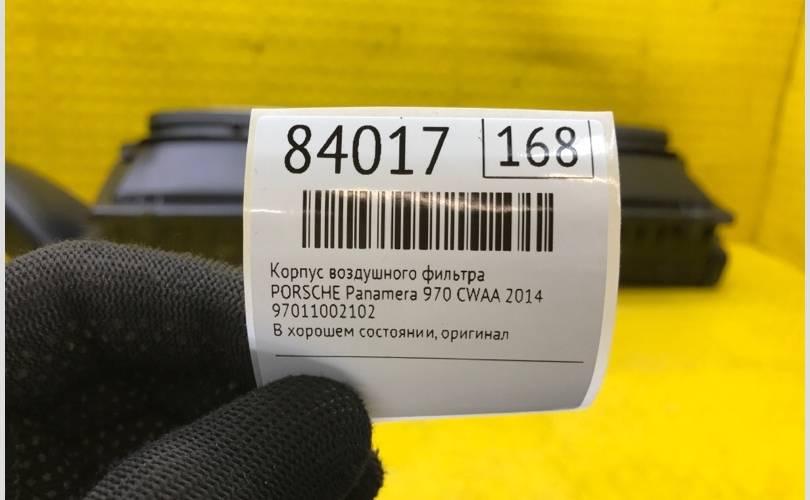 84017 168
Корпус воздушного фильтра
PORSCHE Panamera 970 CWAA 2014
97011002102
В хорошем состоянии, оригинал